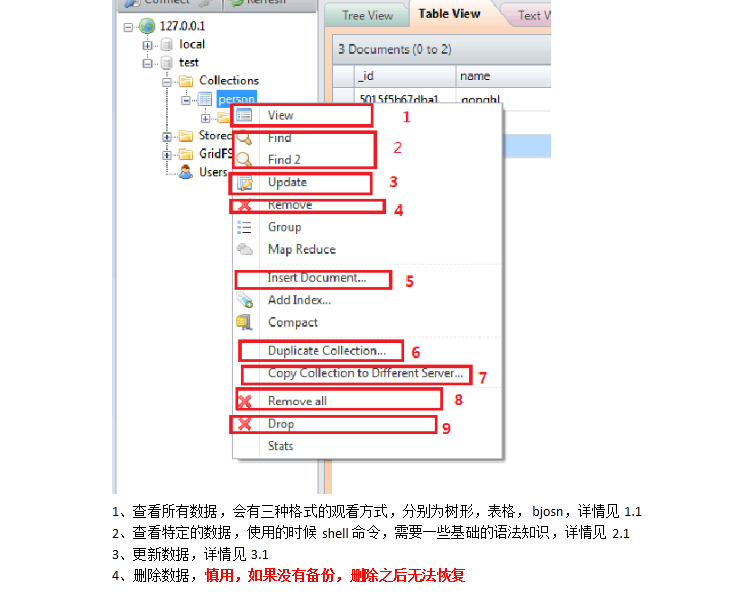 Connect Refresh
127.0.0.1
local
test
Collections
person
Stored
GridFS
Users
Tree View Table View Text V
3 Documents (0 to 2)
_id name
View 1
Find 2
Find 2
Update 3
Remove 4
Group
Map Reduce
Insert Document... 5
Add Index...
Compact
Duplicate Collection... 6
Copy Collection to Different Server... 7
Remove all 8
Drop 9
Stats
1、查看所有数据，会有三种格式的观看方式，分别为树形，表格，bjosn，详情见 1.1
2、查看特定的数据，使用的时候 shell 命令，需要一些基础的语法知识，详情见 2.1
3、更新数据，详情见 3.1
4、删除数据，慎用，如果没有备份，删除之后无法恢复